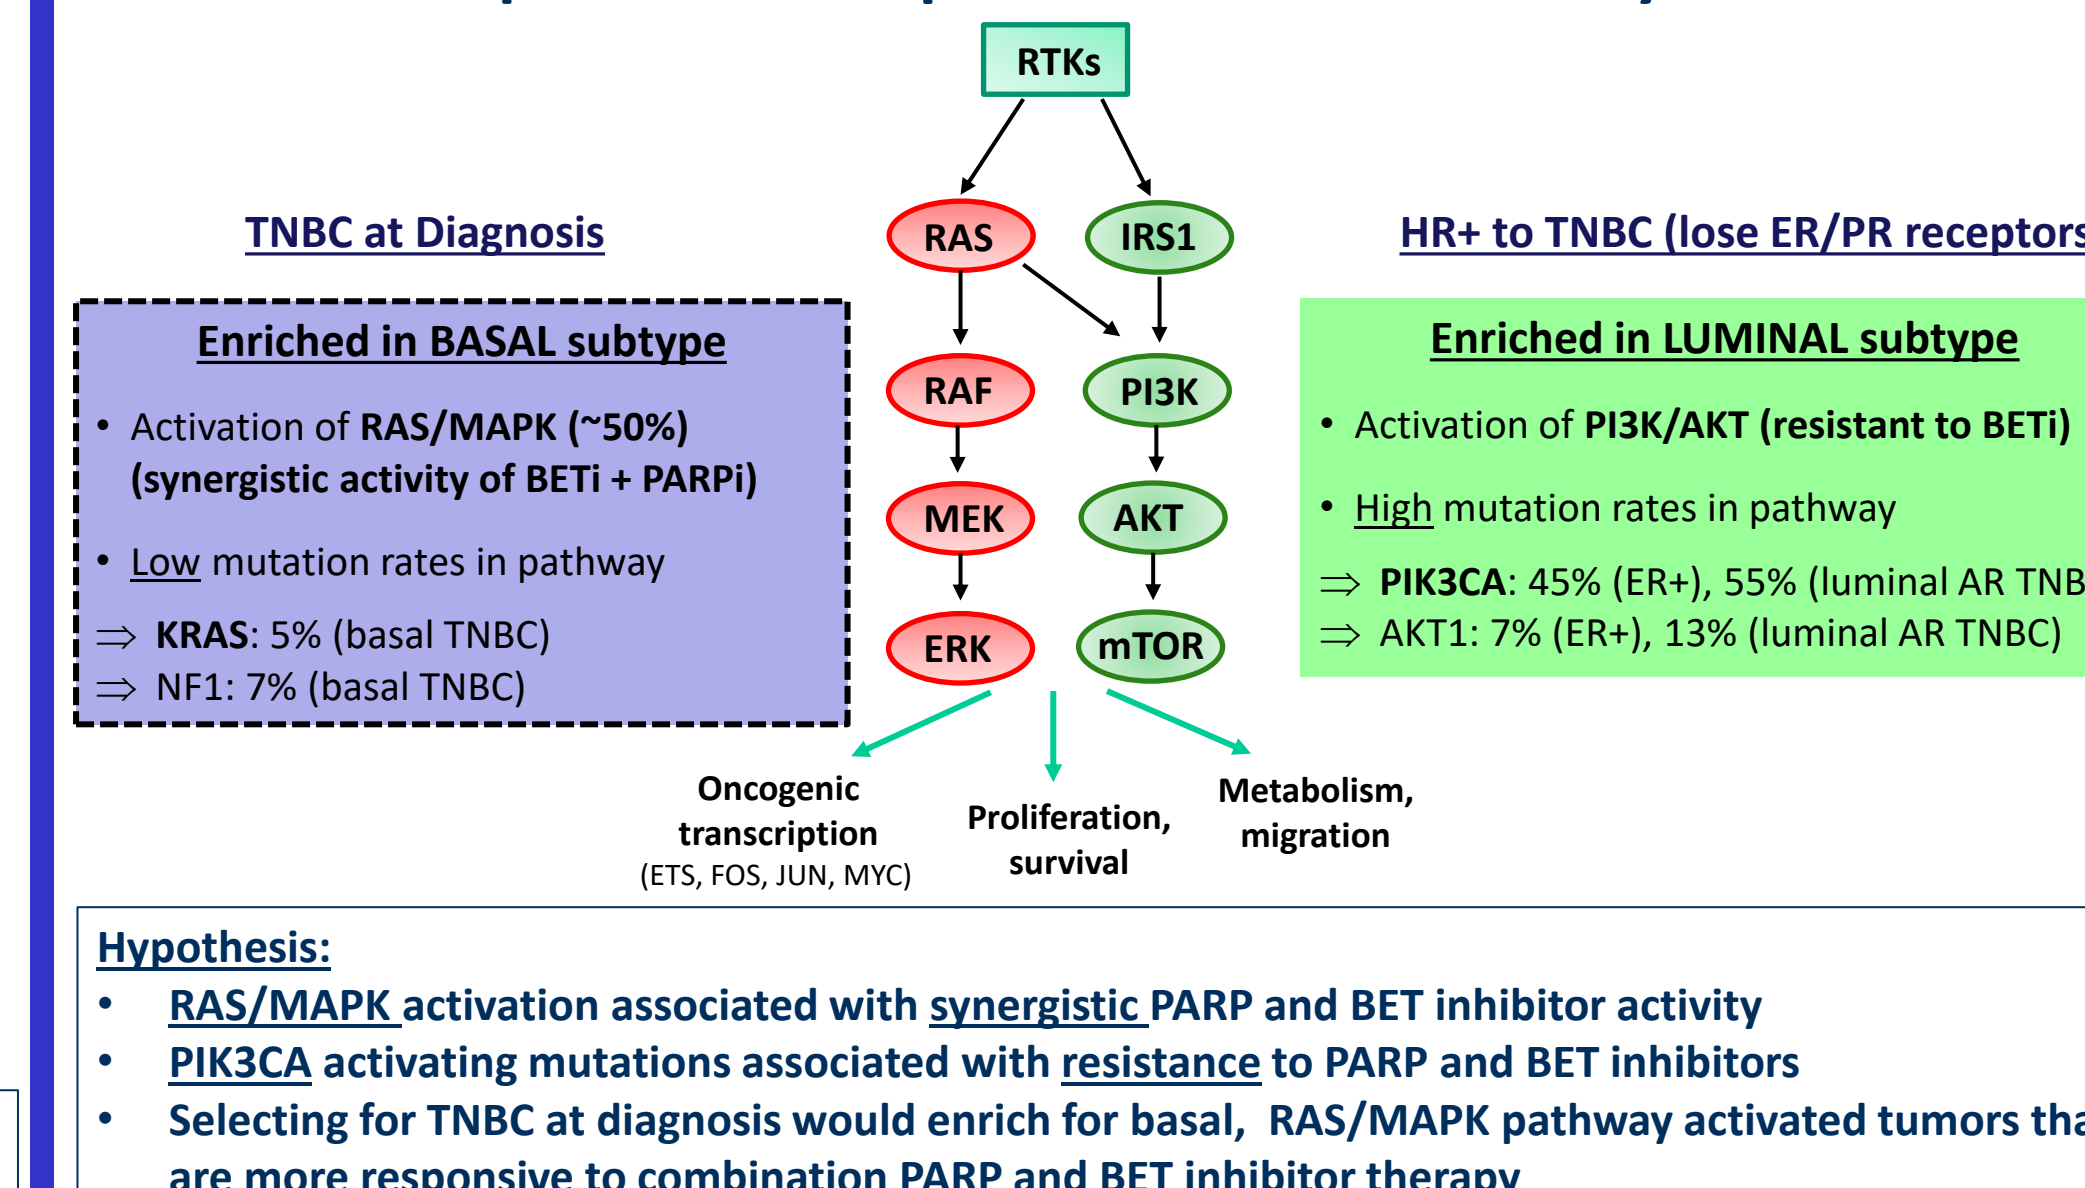 RTKs
TNBC at Diagnosis
RAS
IRS1
HR+ to TNBC (lose ER/PR receptors
Enriched in BASAL subtype
• Activation of RAS/MAPK (~50%)
(synergistic activity of BETi + PARPi)
• Low mutation rates in pathway
⇒ KRAS: 5% (basal TNBC)
⇒ NF1: 7% (basal TNBC)
RAF
PI3K
MEK
AKT
ERK
mTOR
Enriched in LUMINAL subtype
• Activation of PI3K/AKT (resistant to BETi)
• High mutation rates in pathway
⇒ PIK3CA: 45% (ER+), 55% (luminal AR TNB
⇒ AKT1: 7% (ER+), 13% (luminal AR TNBC)
Oncogenic
transcription
(ETS, FOS, JUN, MYC)
Proliferation,
survival
Metabolism,
migration
Hypothesis:
• RAS/MAPK activation associated with synergistic PARP and BET inhibitor activity
• PIK3CA activating mutations associated with resistance to PARP and BET inhibitors
• Selecting for TNBC at diagnosis would enrich for basal, RAS/MAPK pathway activated tumors tha
are more responsive to combination PARP and BET inhibitor therapy